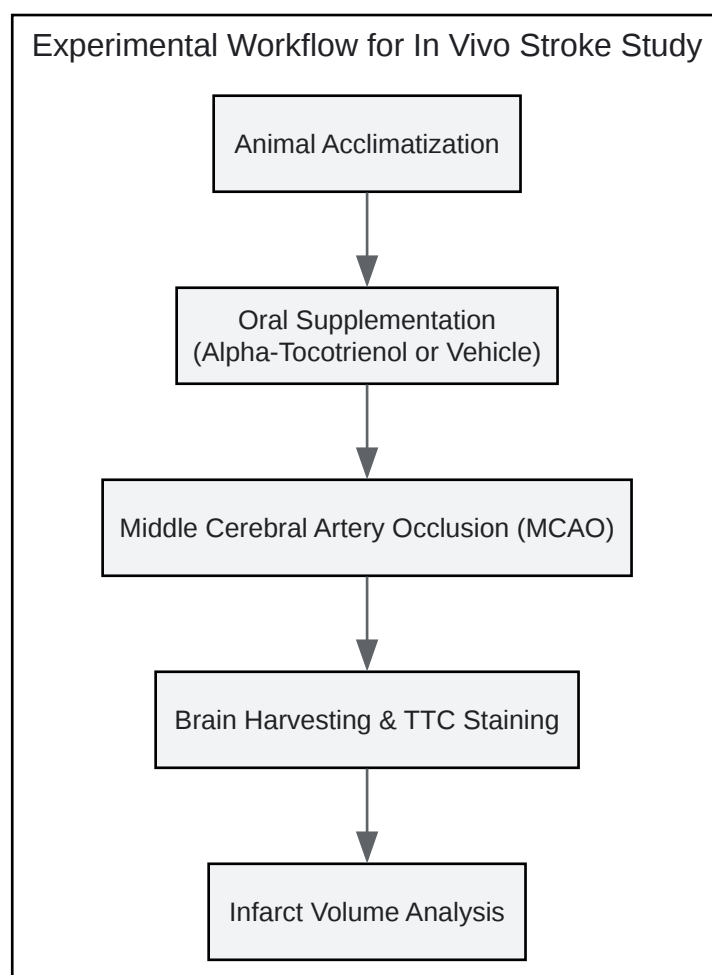 Experimental Workflow for In Vivo Stroke Study
Animal Acclimatization
Oral Supplementation
(Alpha-Tocotrienol or Vehicle)
Middle Cerebral Artery Occlusion (MCAO)
Brain Harvesting & TTC Staining
Infarct Volume Analysis